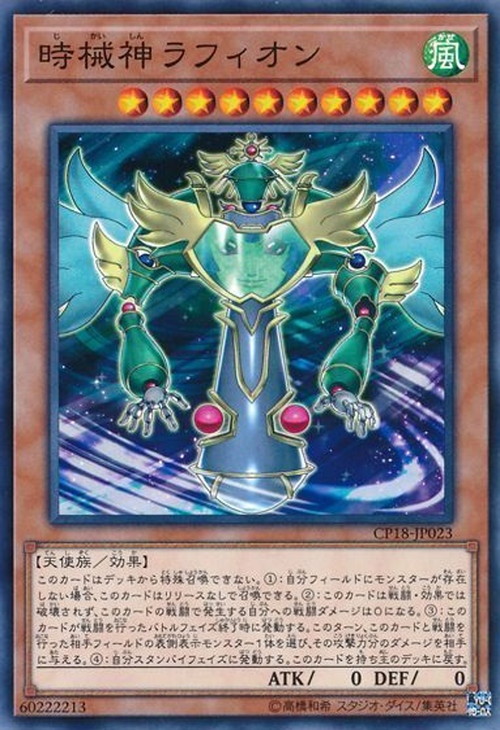 時械神ラフィオン
風
CP18-JP023
【天使族／効果】
このカードはデッキから特殊召喚できない。①：自分フィールドにモンスターが存在
しない場合、このカードはリリースなしで召喚できる。②：このカードは戦闘・効果では
破壊されず、このカードの戦闘で発生する自分への戦闘ダメージは0になる。③：この
カードが戦闘を行ったバトルフェイズ終了時に発動する。このターン、このカードと戦闘
を行った相手フィールドの表側表示モンスター1体を選び、その攻撃力分のダメージを相手
に与える。④：自分スタンバイフェイズに発動する。このカードを持ち主のデッキに戻す。
ATK/ 0 DEF/ 0
60222213 ©高橋和希 スタジオ・ダイス/集英社